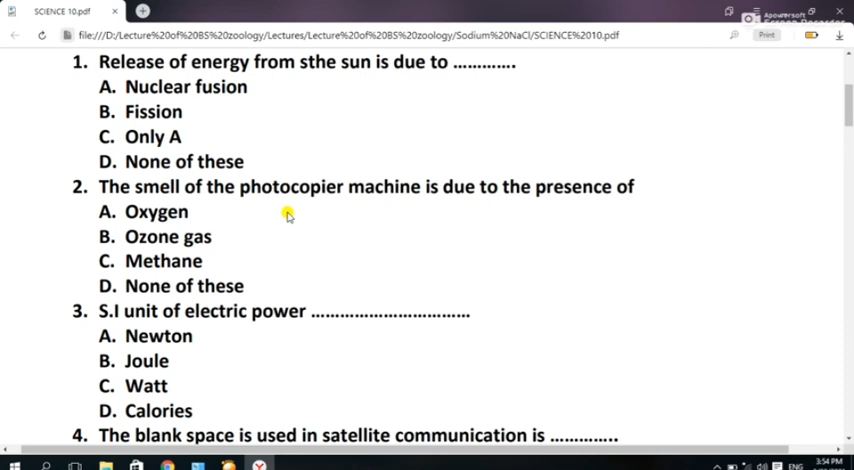 SCIENCE 10.pdf
Apowersoft
Screen Recorder
file:///D:/Lecture%20of%20BS%20zoology/Lectures/Lecture%20of%20BS%20zoology/Sodium%20NaCl/SCIENCE%2010.pdf
Print
1. Release of energy from sthe sun is due to ………….
A. Nuclear fusion
B. Fission
C. Only A
D. None of these
2. The smell of the photocopier machine is due to the presence of
A. Oxygen
B. Ozone gas
C. Methane
D. None of these
3. S.I unit of electric power ……………………………
A. Newton
B. Joule
C. Watt
D. Calories
4. The blank space is used in satellite communication is …………..
ENG
3:54 PM